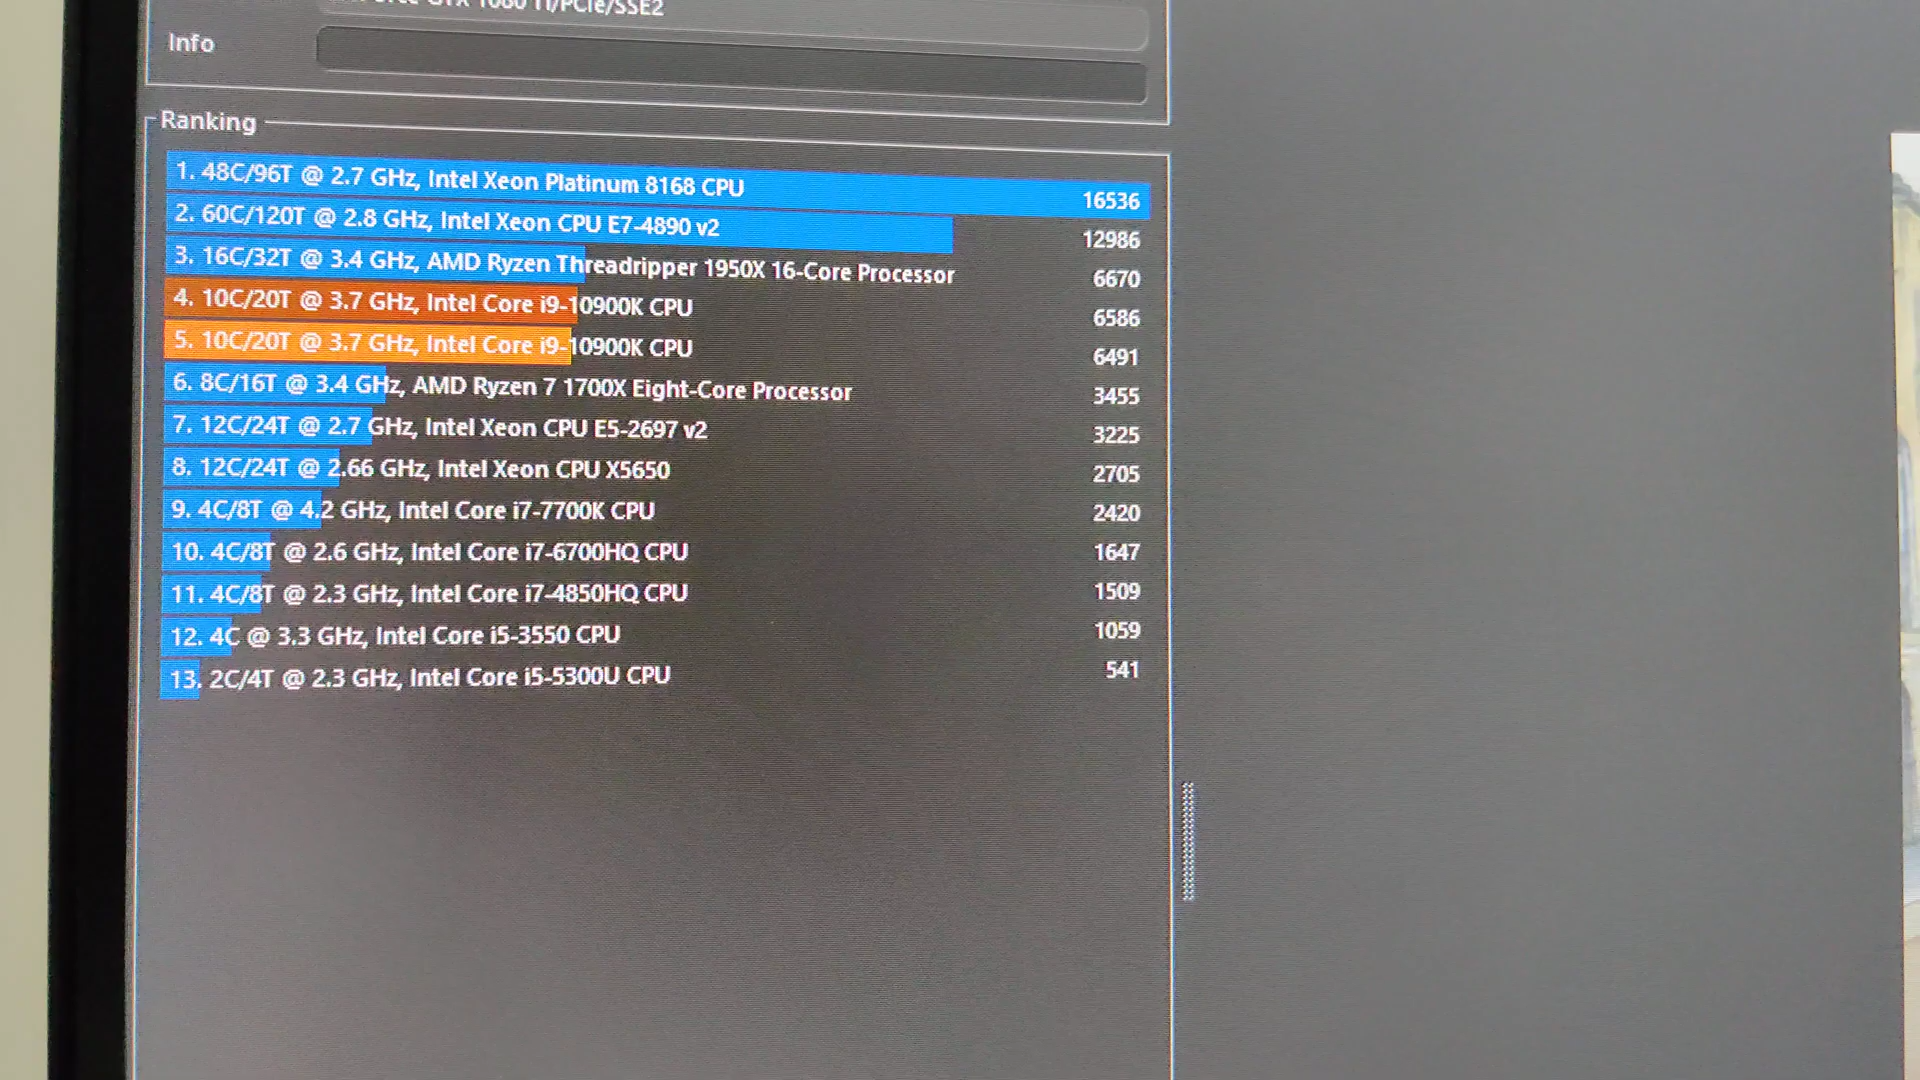 GTX 1080 Ti/PCIe/SSE2
Info
Ranking
1. 48C/96T @ 2.7 GHz, Intel Xeon Platinum 8168 CPU 16536
2. 60C/120T @ 2.8 GHz, Intel Xeon CPU E7-4890 v2 12986
3. 16C/32T @ 3.4 GHz, AMD Ryzen Threadripper 1950X 16-Core Processor 6670
4. 10C/20T @ 3.7 GHz, Intel Core i9-10900K CPU 6586
5. 10C/20T @ 3.7 GHz, Intel Core i9-10900K CPU 6491
6. 8C/16T @ 3.4 GHz, AMD Ryzen 7 1700X Eight-Core Processor 3455
7. 12C/24T @ 2.7 GHz, Intel Xeon CPU E5-2697 v2 3225
8. 12C/24T @ 2.66 GHz, Intel Xeon CPU X5650 2705
9. 4C/8T @ 4.2 GHz, Intel Core i7-7700K CPU 2420
10. 4C/8T @ 2.6 GHz, Intel Core i7-6700HQ CPU 1647
11. 4C/8T @ 2.3 GHz, Intel Core i7-4850HQ CPU 1509
12. 4C @ 3.3 GHz, Intel Core i5-3550 CPU 1059
13. 2C/4T @ 2.3 GHz, Intel Core i5-5300U CPU 541